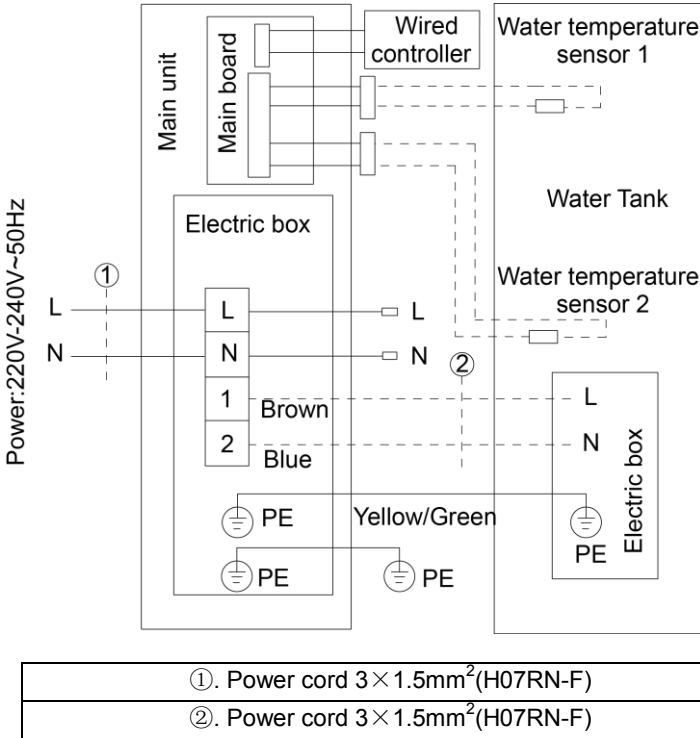 Wired
controller
Water temperature
sensor 1
Main unit
Main board
Water Tank
Electric box
Power:220V-240V~50Hz
①
L
L
L
N
N
N
Water temperature
sensor 2
②
1
Brown
L
2
Blue
N
Electric box
PE
Yellow/Green
PE
PE
PE
①. Power cord 3×1.5mm²(H07RN-F)
②. Power cord 3×1.5mm²(H07RN-F)